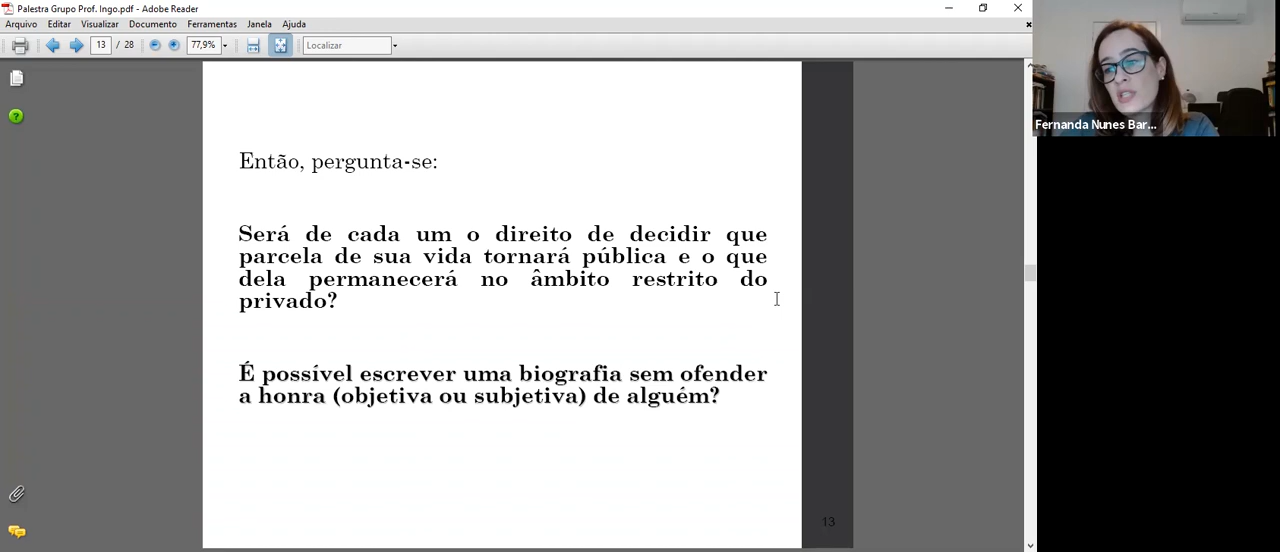 Palestra Grupo Prof. Ingo.pdf - Adobe Reader
Arquivo Editar Visualizar Documento Ferramentas Janela Ajuda
13 / 28 77,9% Localizar
Fernanda Nunes Bar...
Então, pergunta-se:
Será de cada um o direito de decidir que
parcela de sua vida tornará pública e o que
dela permanecerá no âmbito restrito do
privado?
É possível escrever uma biografia sem ofender
a honra (objetiva ou subjetiva) de alguém?
13